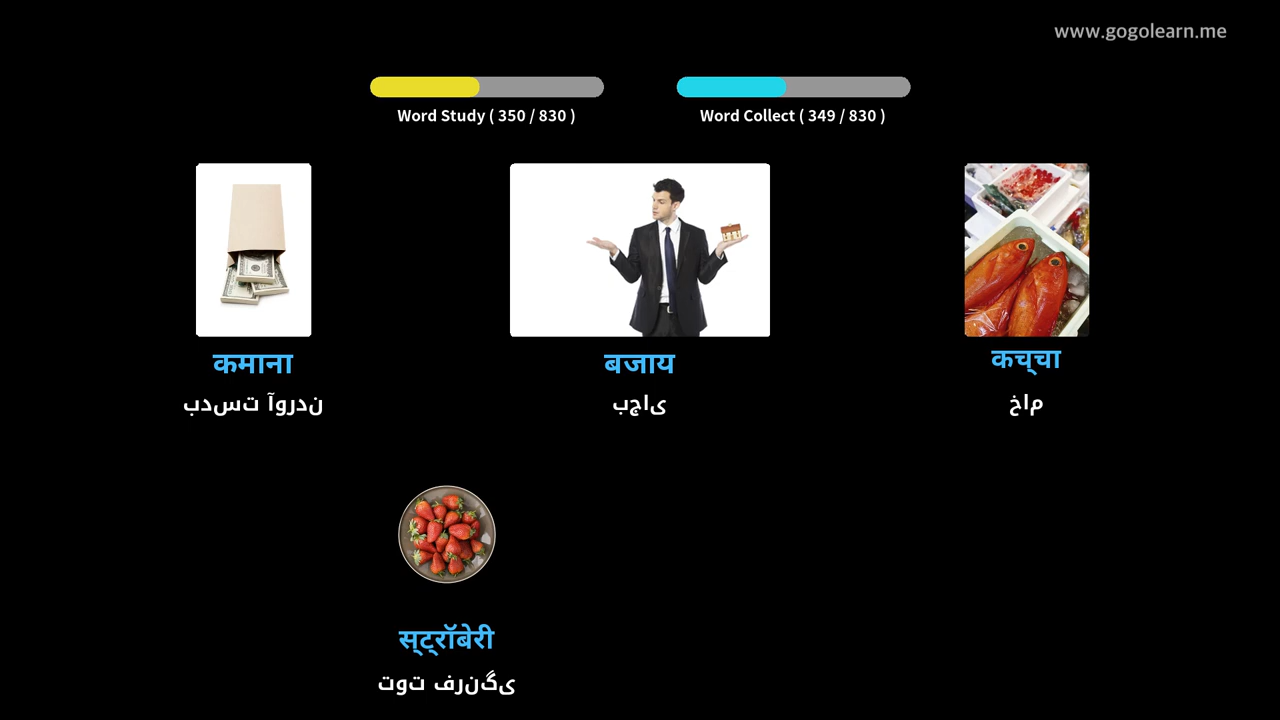 www.gogolearn.me
Word Study ( 350 / 830 )
Word Collect ( 349 / 830 )
कमाना
بدست آوردن
बजाय
بجای
कच्चा
خام
स्ट्रॉबेरी
توت فرنگی